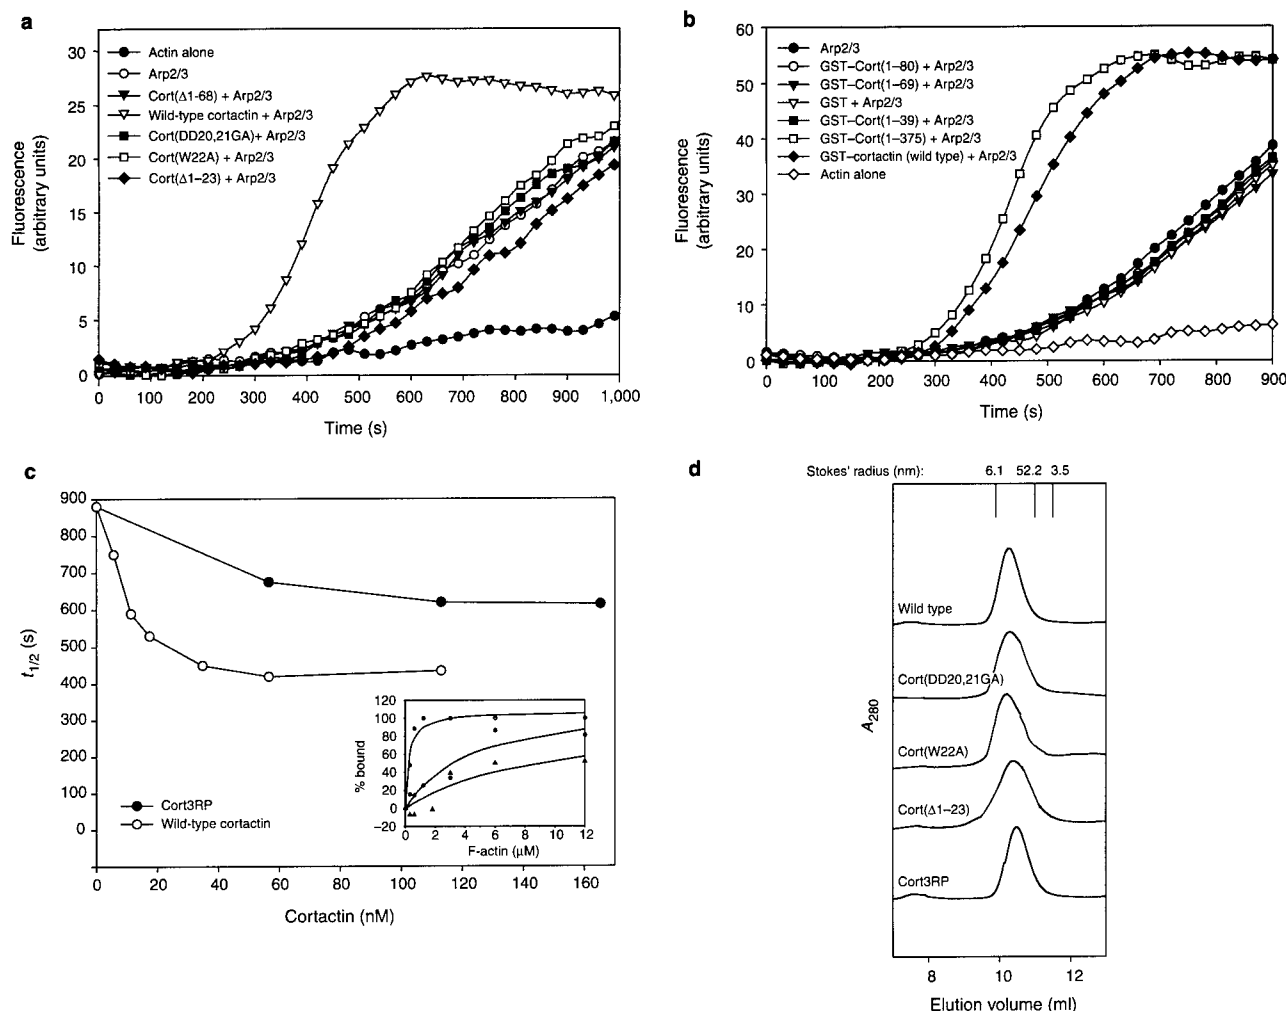 a
30
25
20
15
10
5
0
Fluorescence
(arbitrary units)
Actin alone
Arp2/3
Cort(Δ1-68) + Arp2/3
Wild-type cortactin + Arp2/3
Cort(DD20,21GA)+ Arp2/3
Cort(W22A) + Arp2/3
Cort(Δ1–23) + Arp2/3
0 100 200 300 400 500 600 700 800 900 1,000
Time (s)
b
60
50
40
30
20
10
0
Fluorescence
(arbitrary units)
Arp2/3
GST–Cort(1–80) + Arp2/3
GST–Cort(1–69) + Arp2/3
GST + Arp2/3
GST–Cort(1–39) + Arp2/3
GST–Cort(1–375) + Arp2/3
GST–cortactin (wild type) + Arp2/3
Actin alone
0 100 200 300 400 500 600 700 800 900
Time (s)
c
900
800
700
600
500
400
300
200
100
0
t1/2 (s)
Cort3RP
Wild-type cortactin
0 20 40 60 80 100 120 140 160
Cortactin (nM)
120
100
80
60
40
20
0
–20
% bound
0 2 4 6 8 10 12
F-actin (μM)
d
Stokes' radius (nm): 6.1 52.2 3.5
Wild type
Cort(DD20,21GA)
Cort(W22A)
Cort(Δ1–23)
Cort3RP
A280
8 10 12
Elution volume (ml)